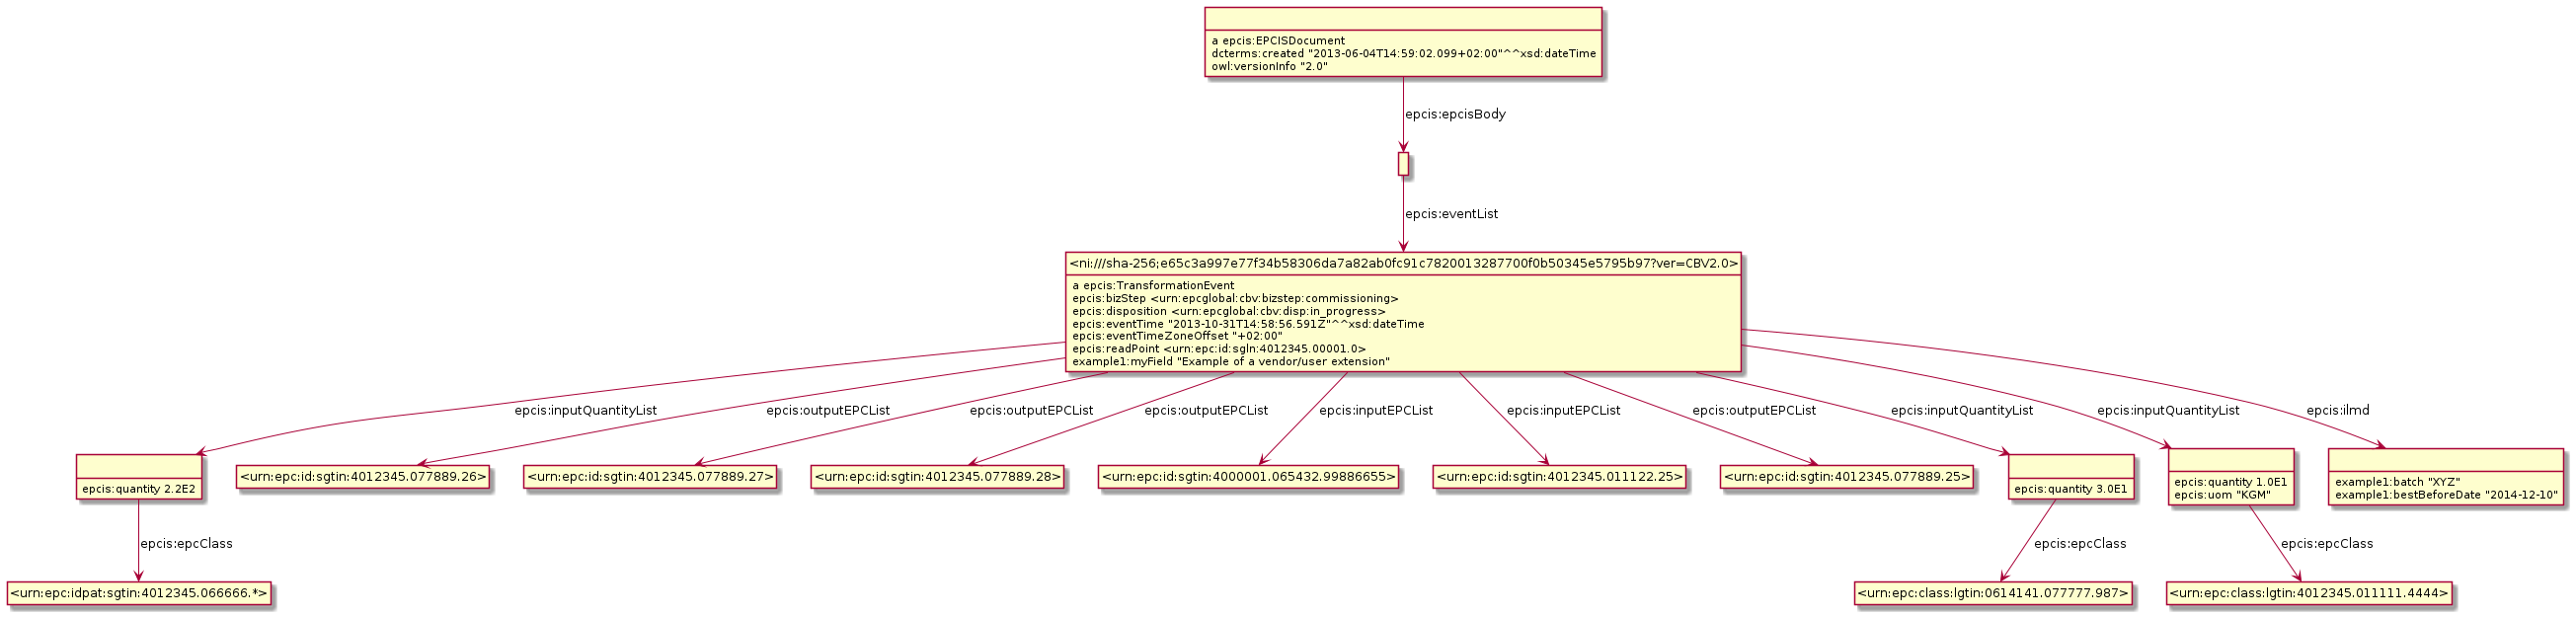 a epcis:EPCISDocument
dcterms:created "2013-06-04T14:59:02.099+02:00"^^xsd:dateTime
owl:versionInfo "2.0"
epcis:epcisBody
epcis:eventList
<ni:///sha-256;e65c3a997e77f34b58306da7a82ab0fc91c7820013287700f0b50345e5795b97?ver=CBV2.0>
a epcis:TransformationEvent
epcis:bizStep <urn:epcglobal:cbv:bizstep:commissioning>
epcis:disposition <urn:epcglobal:cbv:disp:in_progress>
epcis:eventTime "2013-10-31T14:58:56.591Z"^^xsd:dateTime
epcis:eventTimeZoneOffset "+02:00"
epcis:readPoint <urn:epc:id:sgln:4012345.00001.0>
example1:myField "Example of a vendor/user extension"
epcis:inputQuantityList
epcis:outputEPCList
epcis:outputEPCList
epcis:outputEPCList
epcis:inputEPCList
epcis:inputEPCList
epcis:outputEPCList
epcis:inputQuantityList
epcis:inputQuantityList
epcis:ilmd
epcis:quantity 2.2E2
<urn:epc:id:sgtin:4012345.077889.26>
<urn:epc:id:sgtin:4012345.077889.27>
<urn:epc:id:sgtin:4012345.077889.28>
<urn:epc:id:sgtin:4000001.065432.99886655>
<urn:epc:id:sgtin:4012345.011122.25>
<urn:epc:id:sgtin:4012345.077889.25>
epcis:quantity 3.0E1
epcis:quantity 1.0E1
epcis:uom "KGM"
example1:batch "XYZ"
example1:bestBeforeDate "2014-12-10"
epcis:epcClass
epcis:epcClass
epcis:epcClass
<urn:epc:idpat:sgtin:4012345.066666.*>
<urn:epc:class:lgtin:0614141.077777.987>
<urn:epc:class:lgtin:4012345.011111.4444>